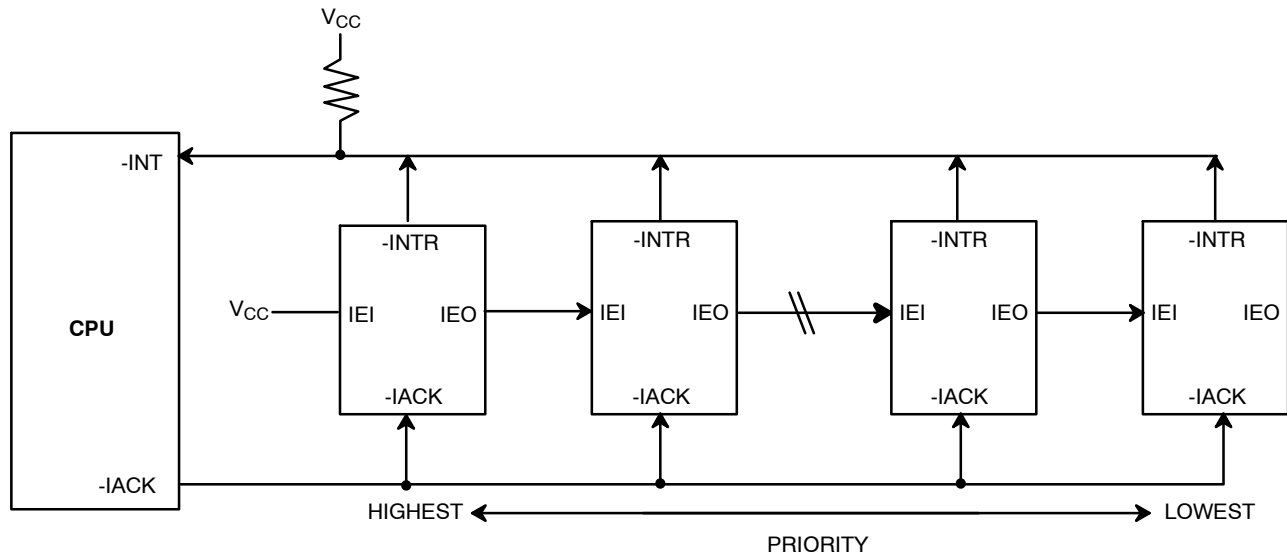 VCC
-INT
-INTR
-INTR
-INTR
-INTR
VCC
IEI
IEO
IEI
IEO
IEI
IEO
IEI
IEO
CPU
-IACK
-IACK
-IACK
-IACK
-IACK
HIGHEST
LOWEST
PRIORITY